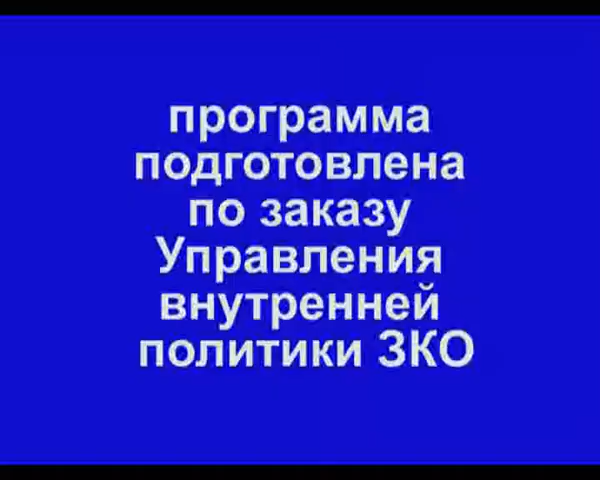 программа
подготовлена
по заказу
Управления
внутренней
политики ЗКО